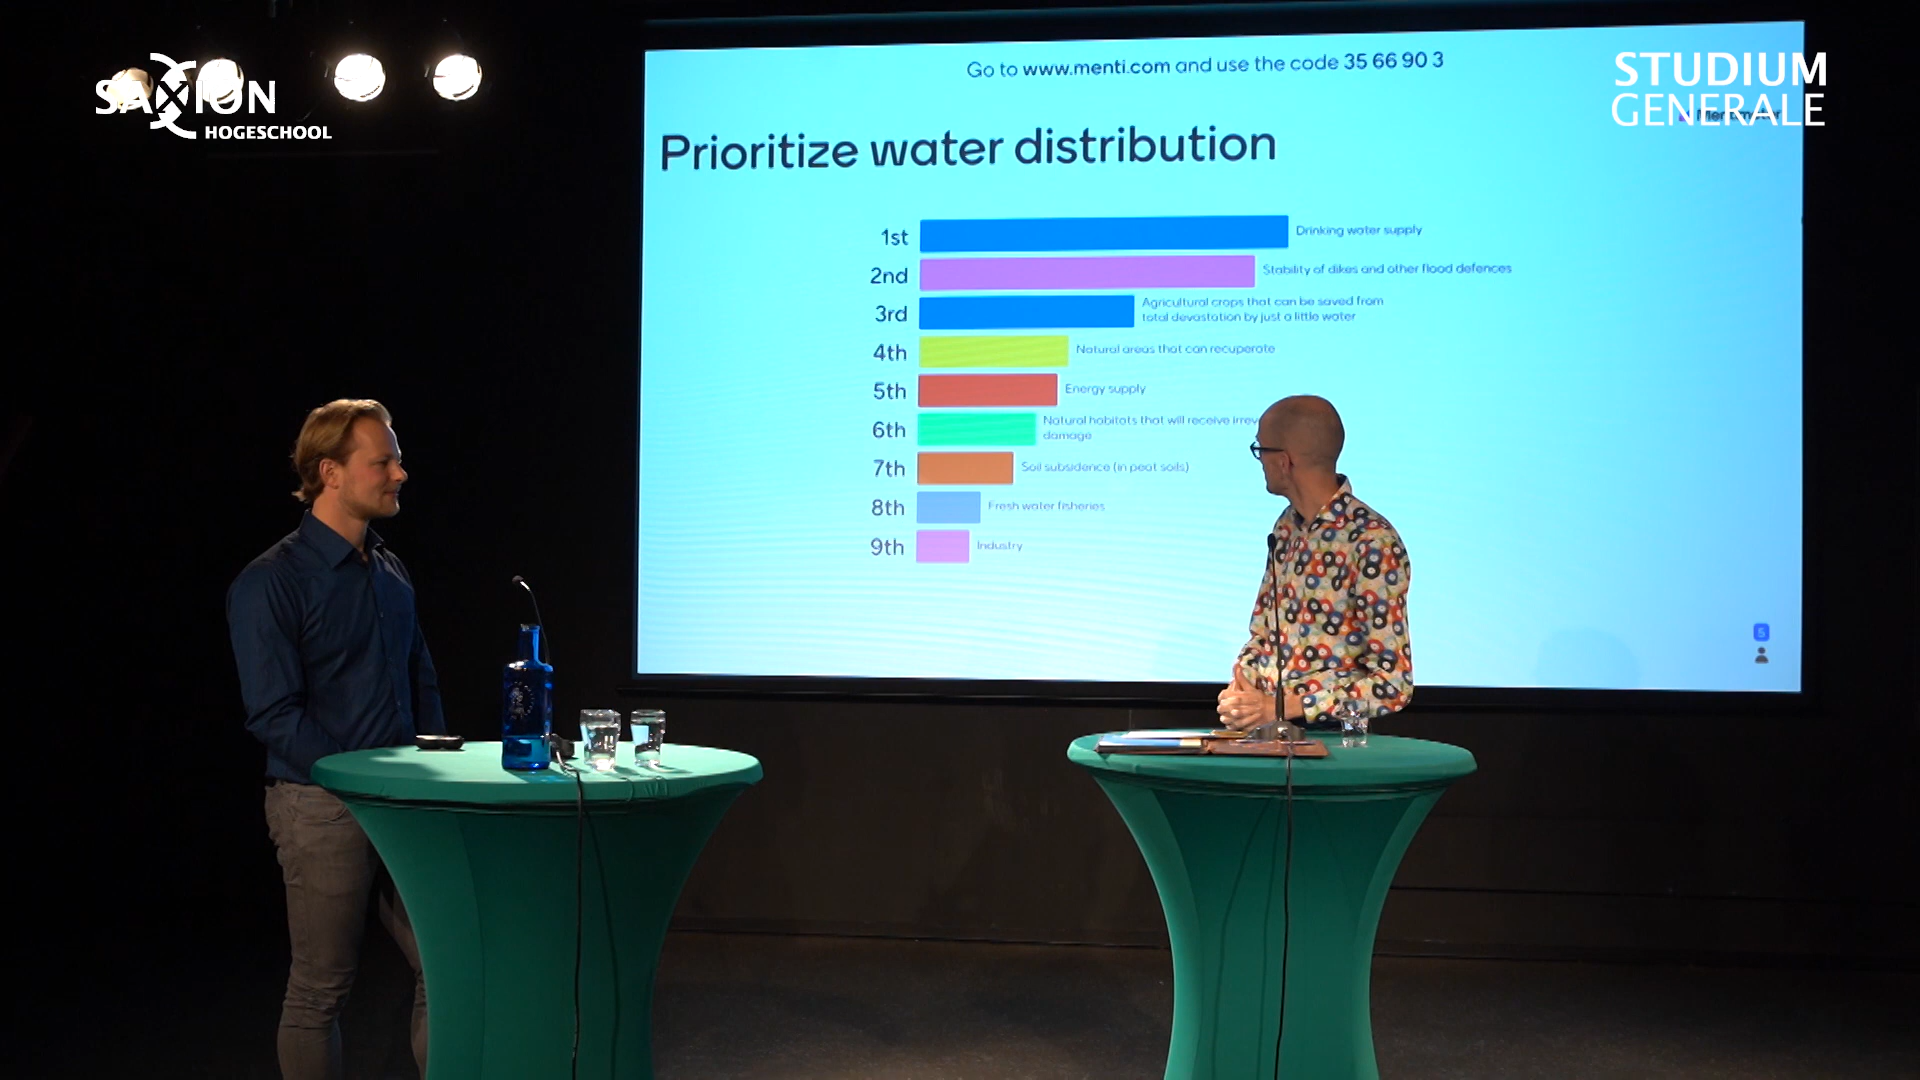 SAXION
HOGESCHOOL
STUDIUM
GENERALE
Go to www.menti.com and use the code 35 66 90 3
Prioritize water distribution
1st Drinking water supply
2nd Stability of dikes and other flood defences
3rd Agricultural crops that can be saved from
total devastation by just a little water
4th Natural areas that can recuperate
5th Energy supply
6th Natural habitats that will receive
damage
7th Soil subsidence (in peat soils)
8th Fresh water fisheries
9th Industry
5